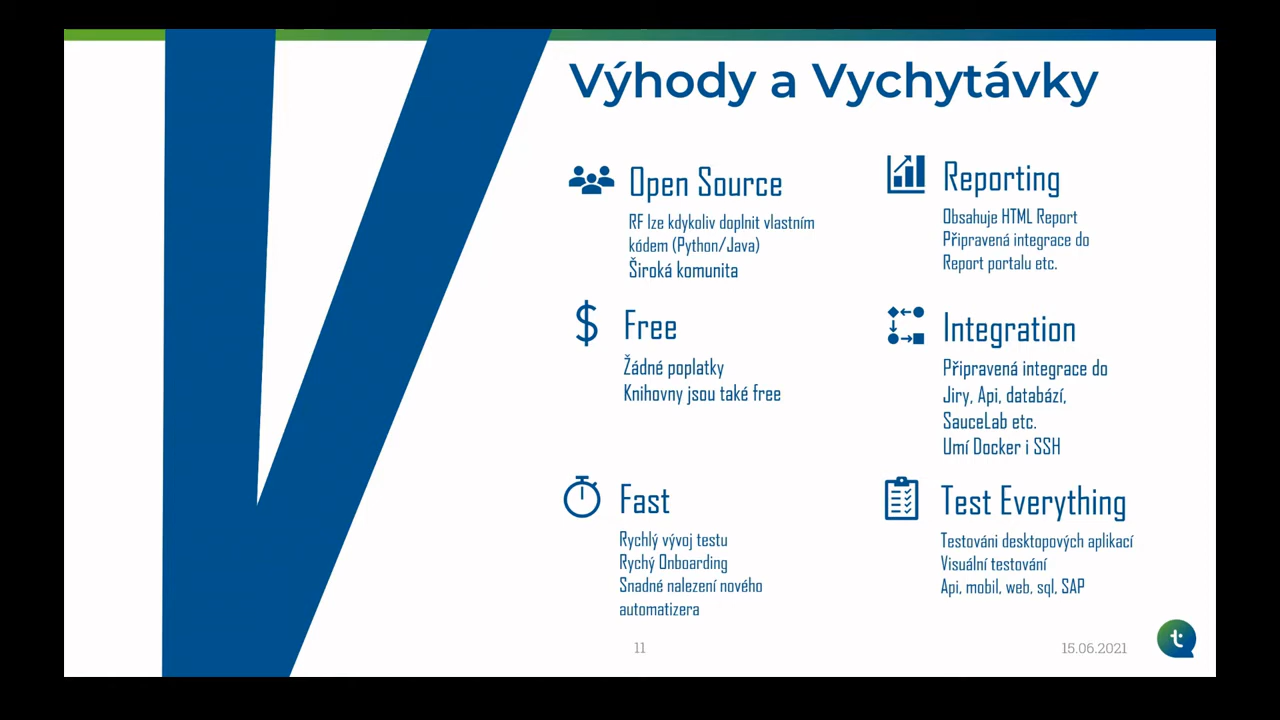 Výhody a Vychytávky
Open Source
RF lze kdykoliv doplnit vlastním
kódem (Python/Java)
Široká komunita
Free
Žádné poplatky
Knihovny jsou také free
Fast
Rychlý vývoj testu
Rychý Onboarding
Snadné nalezení nového
automatizera
Reporting
Obsahuje HTML Report
Připravená integrace do
Report portalu etc.
Integration
Připravená integrace do
Jiry, Api, databází,
SauceLab etc.
Umí Docker i SSH
Test Everything
Testováni desktopových aplikací
Visuální testování
Api, mobil, web, sql, SAP
11
15.06.2021
t